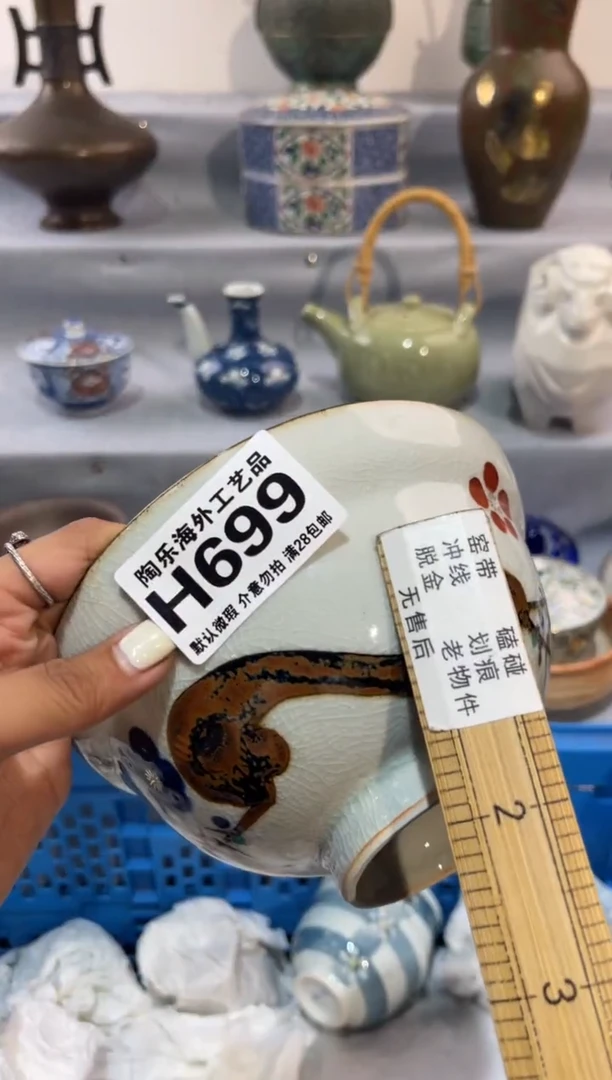 陶乐海外工艺品
H699
默认微瑕 介意勿拍 满28包邮
窑带 磕碰
冲线 划痕
脱金 老物件
无售后
2
3